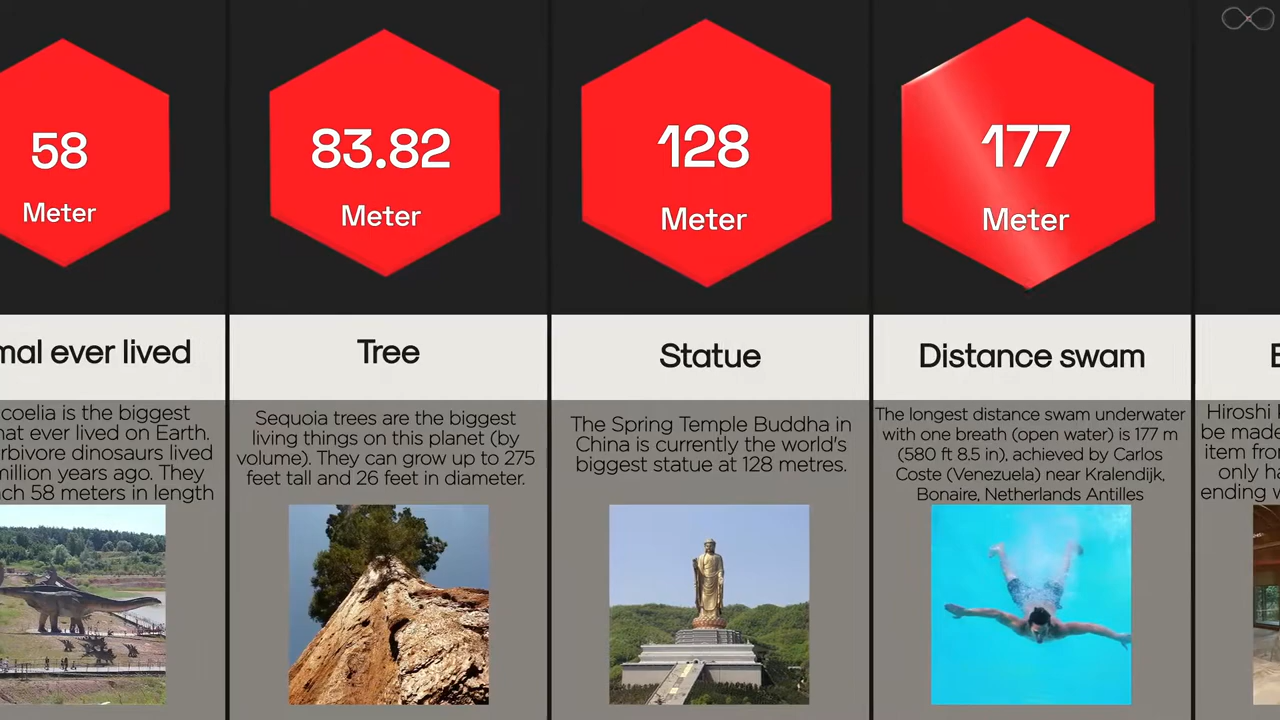 58
Meter
mal ever lived
coelia is the biggest
hat ever lived on Earth.
rbivore dinosaurs lived
million years ago. They
ch 58 meters in length
83.82
Meter
Tree
Sequoia trees are the biggest
living things on this planet (by
volume). They can grow up to 275
feet tall and 26 feet in diameter.
128
Meter
Statue
The Spring Temple Buddha in
China is currently the world's
biggest statue at 128 metres.
177
Meter
Distance swam
The longest distance swam underwater
with one breath (open water) is 177 m
(580 ft 8.5 in), achieved by Carlos
Coste (Venezuela) near Kralendijk,
Bonaire, Netherlands Antilles
Hiroshi
be made
item fro
only ha
ending w